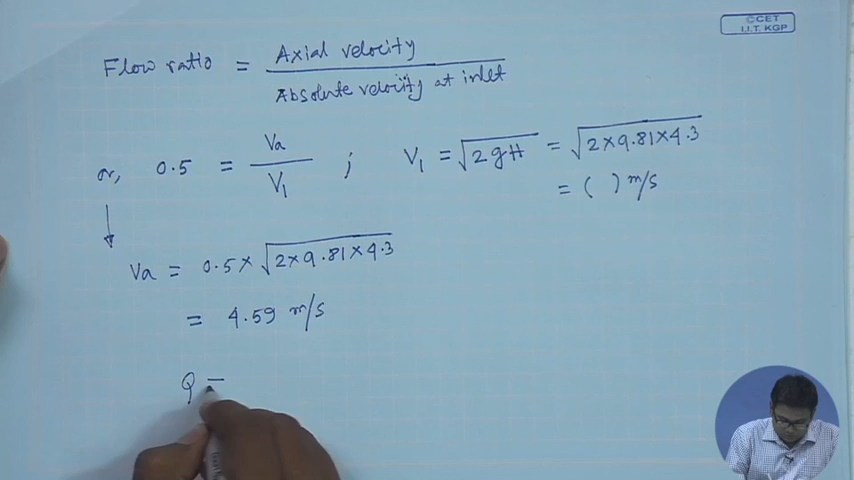 ©CET
I.I.T. KGP
Flow ratio = Axial velocity / Absolute velocity at inlet
or, 0.5 = Va / V1 ; V1 = √2gH = √2×9.81×4.3
= ( ) m/s
Va = 0.5 × √2×9.81×4.3
= 4.59 m/s
Q =